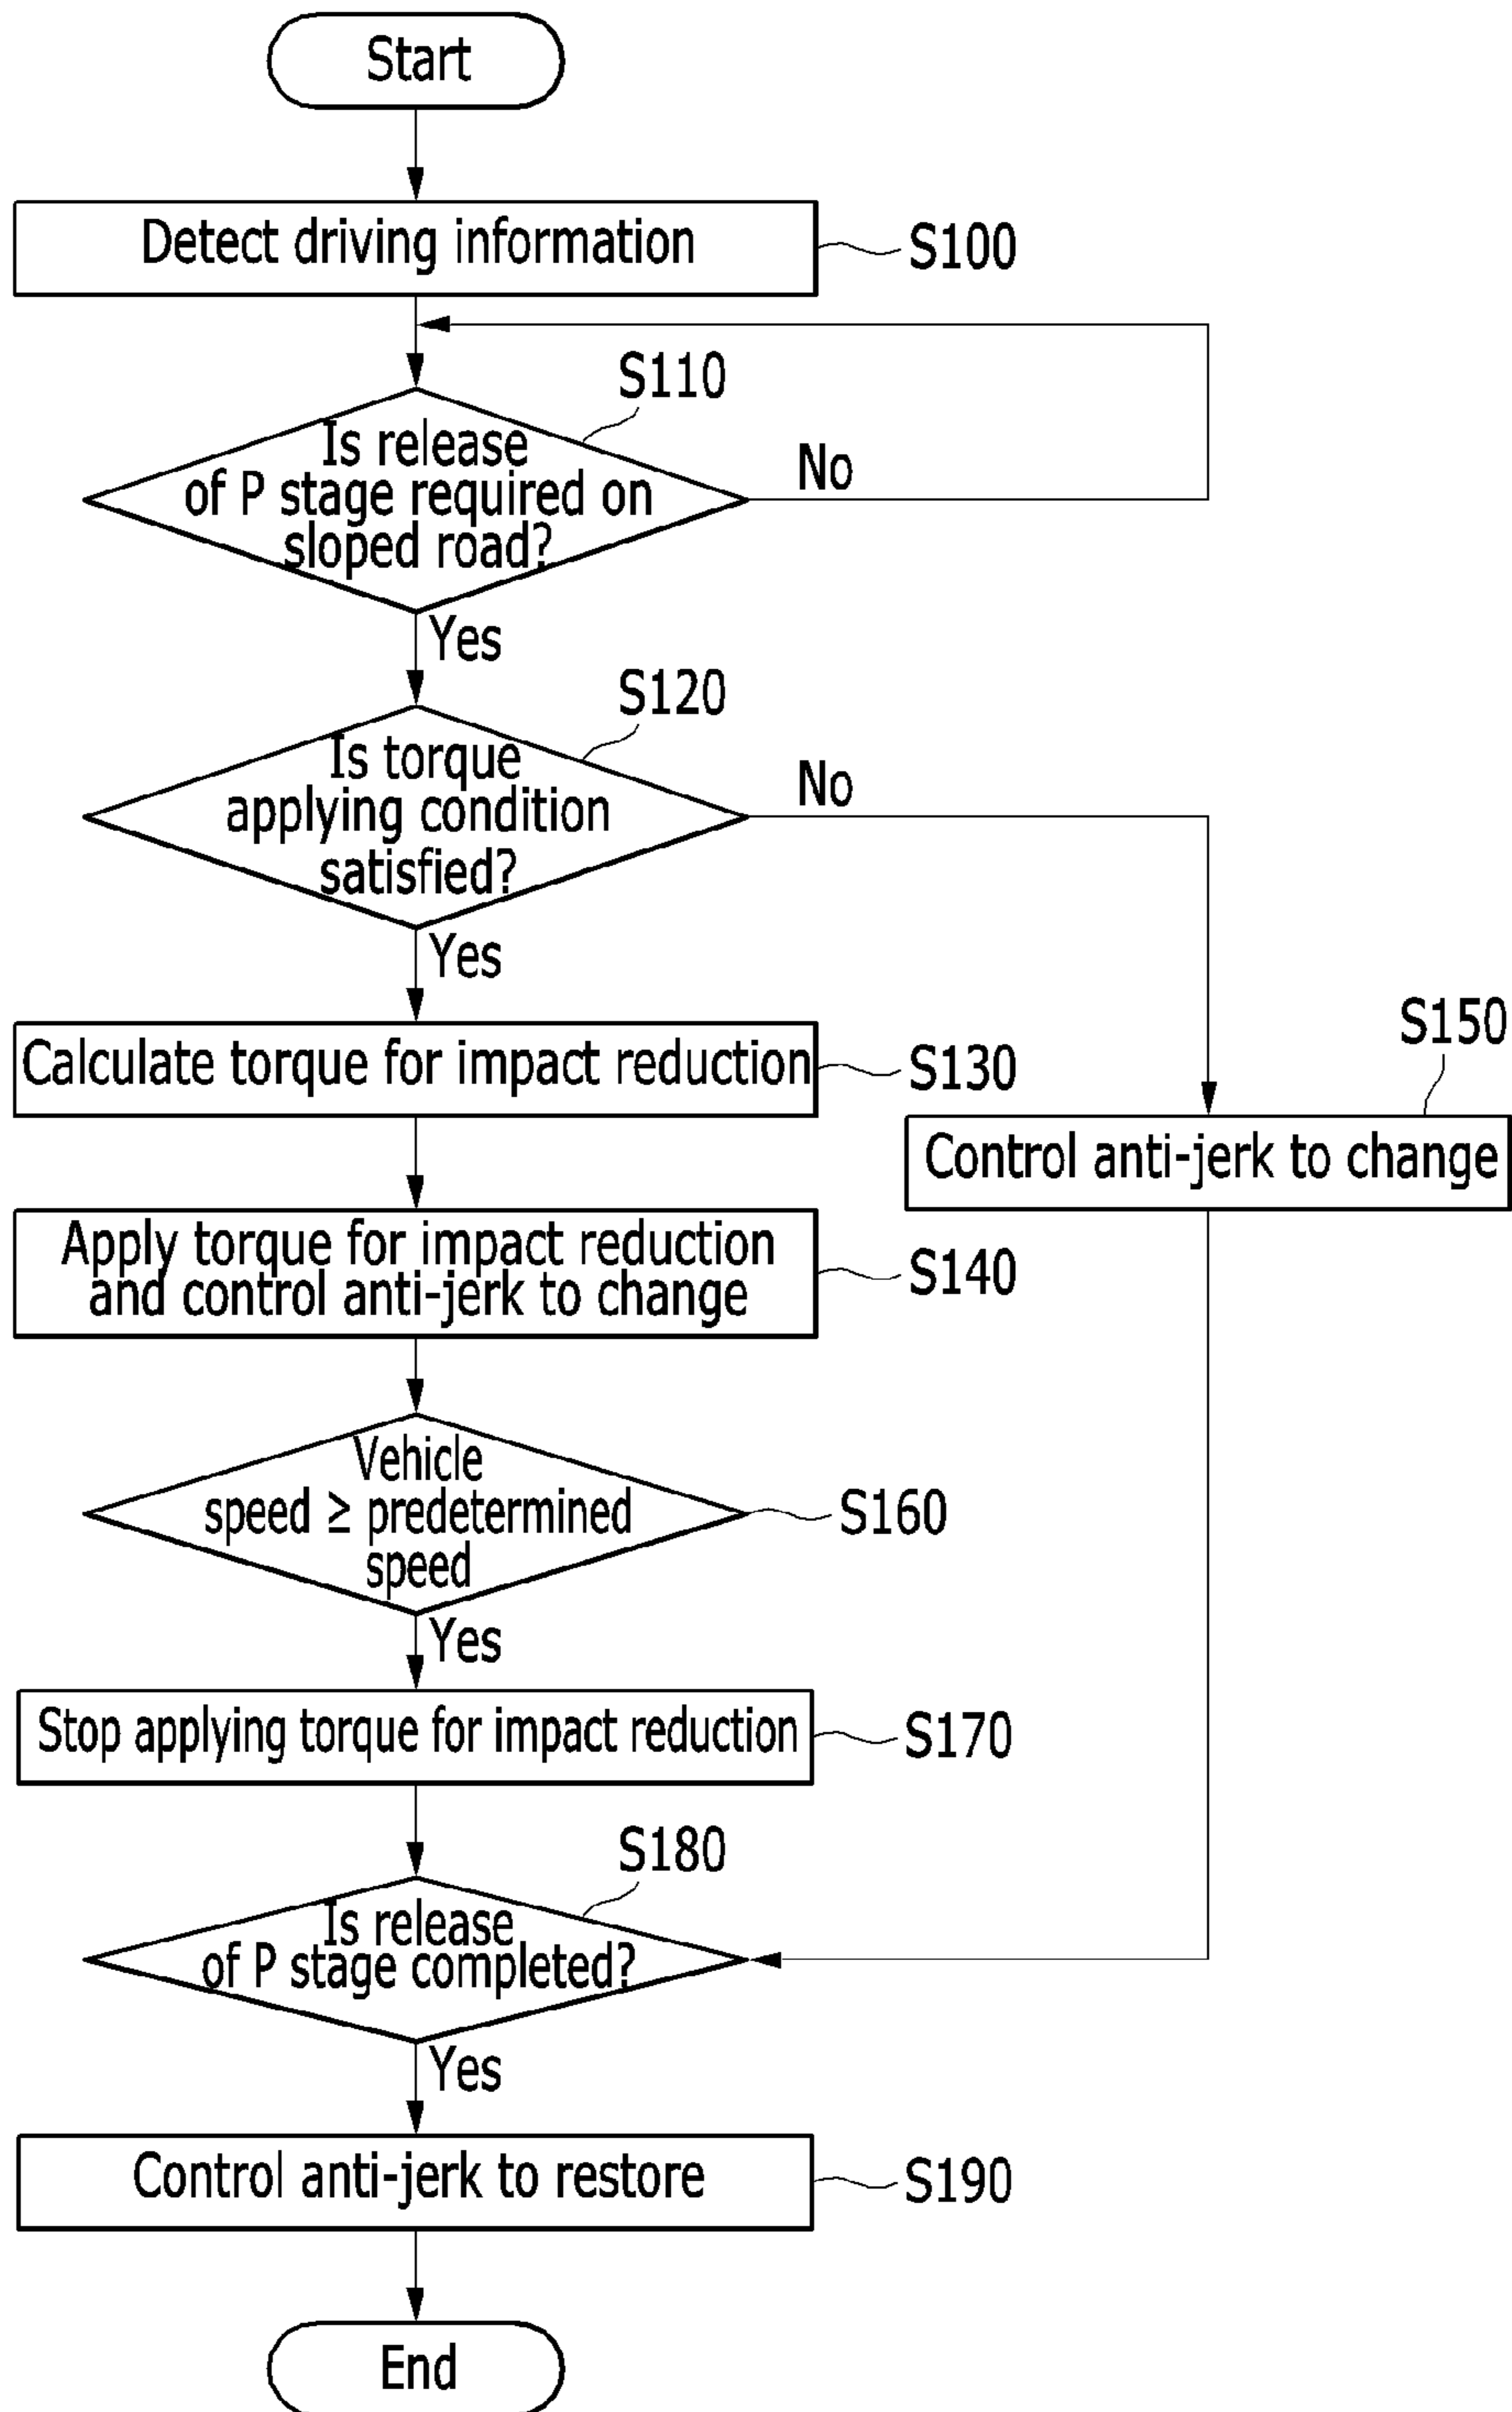 Start
Detect driving information
S100
S110
Is release
of P stage required on
sloped road?
No
Yes
S120
Is torque
applying condition
satisfied?
No
Yes
Calculate torque for impact reduction
S130
S150
Control anti-jerk to change
Apply torque for impact reduction
and control anti-jerk to change
S140
Vehicle
speed ≥ predetermined
speed
S160
Yes
Stop applying torque for impact reduction
S170
S180
Is release
of P stage completed?
Yes
Control anti-jerk to restore
S190
End